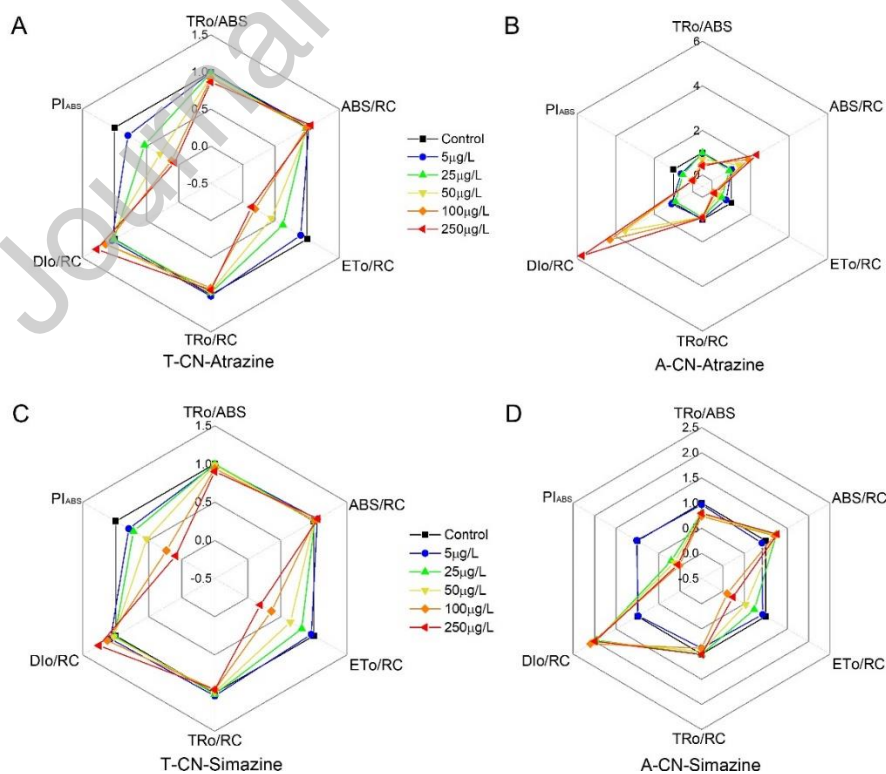 Journal
A
TRo/ABS
1.5
1.0
0.5
0.0
-0.5
ABS/RC
ETo/RC
TRo/RC
DIo/RC
PIABS
T-CN-Atrazine
Control
5μg/L
25μg/L
50μg/L
100μg/L
250μg/L
B
TRo/ABS
6
4
2
ABS/RC
ETo/RC
TRo/RC
DIo/RC
PIABS
A-CN-Atrazine
C
TRo/ABS
1.5
1.0
0.5
0.0
-0.5
ABS/RC
ETo/RC
TRo/RC
DIo/RC
PIABS
T-CN-Simazine
Control
5μg/L
25μg/L
50μg/L
100μg/L
250μg/L
D
TRo/ABS
2.5
2.0
1.5
1.0
0.0
-0.5
ABS/RC
ETo/RC
TRo/RC
DIo/RC
PIABS
A-CN-Simazine